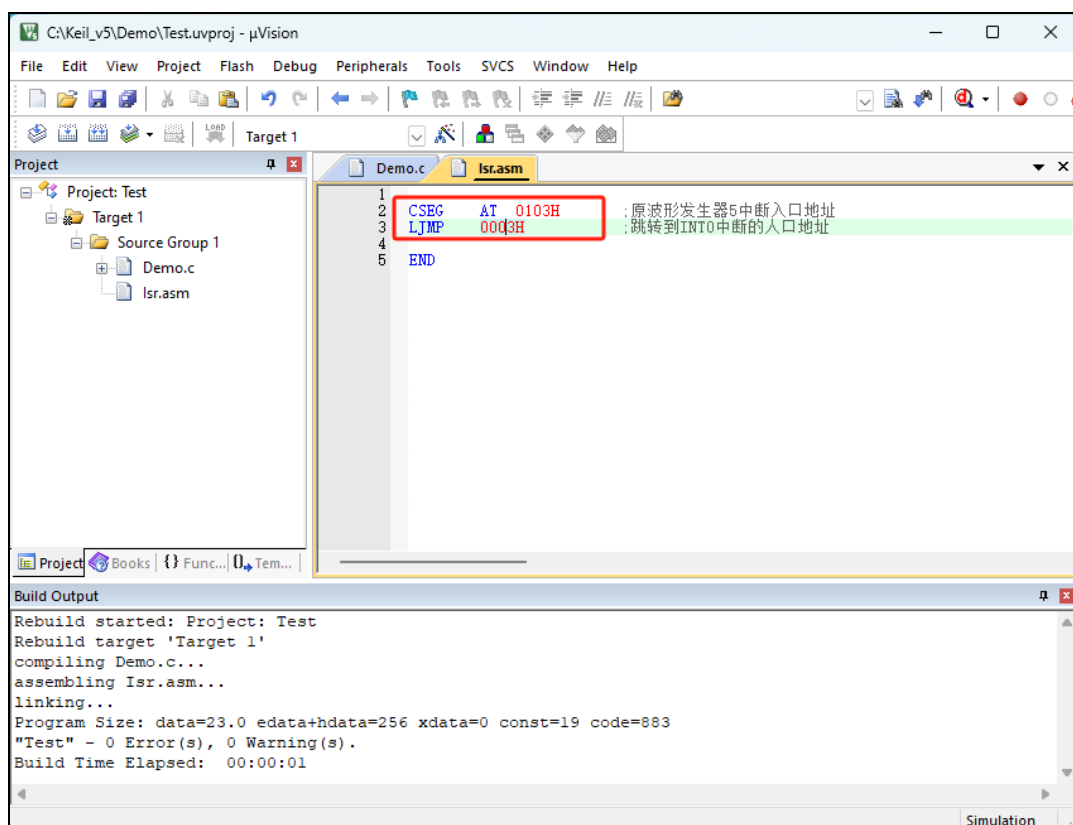 C:\Keil_v5\Demo\Test.uvproj - µVision
File Edit View Project Flash Debug Peripherals Tools SVCS Window Help
LOAD Target 1
Project
Demo.c Isr.asm
Project: Test
Target 1
Source Group 1
Demo.c
Isr.asm
1
2 CSEG AT 0103H ;原波形发生器5中断入口地址
3 LJMP 0003H ;跳转到INT0中断的人口地址
4
5 END
Project Books {} Func... Tem...
Build Output
Rebuild started: Project: Test
Rebuild target 'Target 1'
compiling Demo.c...
assembling Isr.asm...
linking...
Program Size: data=23.0 edata+hdata=256 xdata=0 const=19 code=883
"Test" - 0 Error(s), 0 Warning(s).
Build Time Elapsed: 00:00:01
Simulation